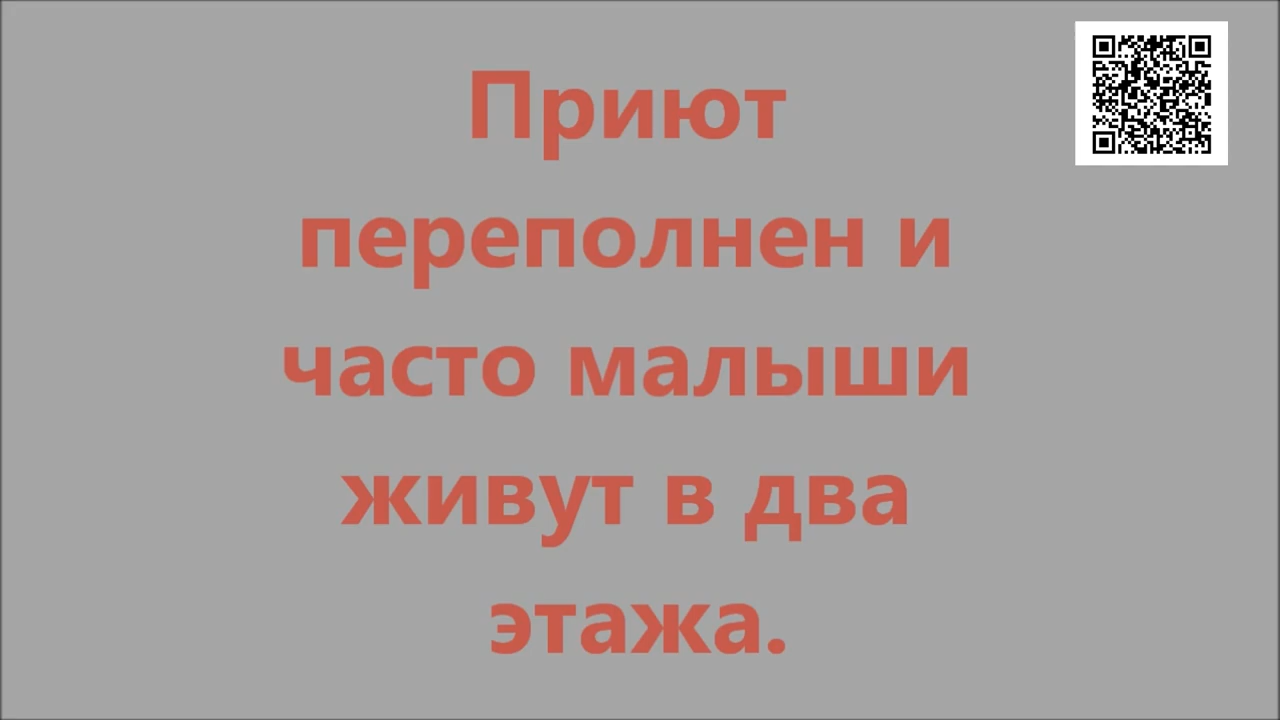 Приют
переполнен и
часто малыши
живут в два
этажа.